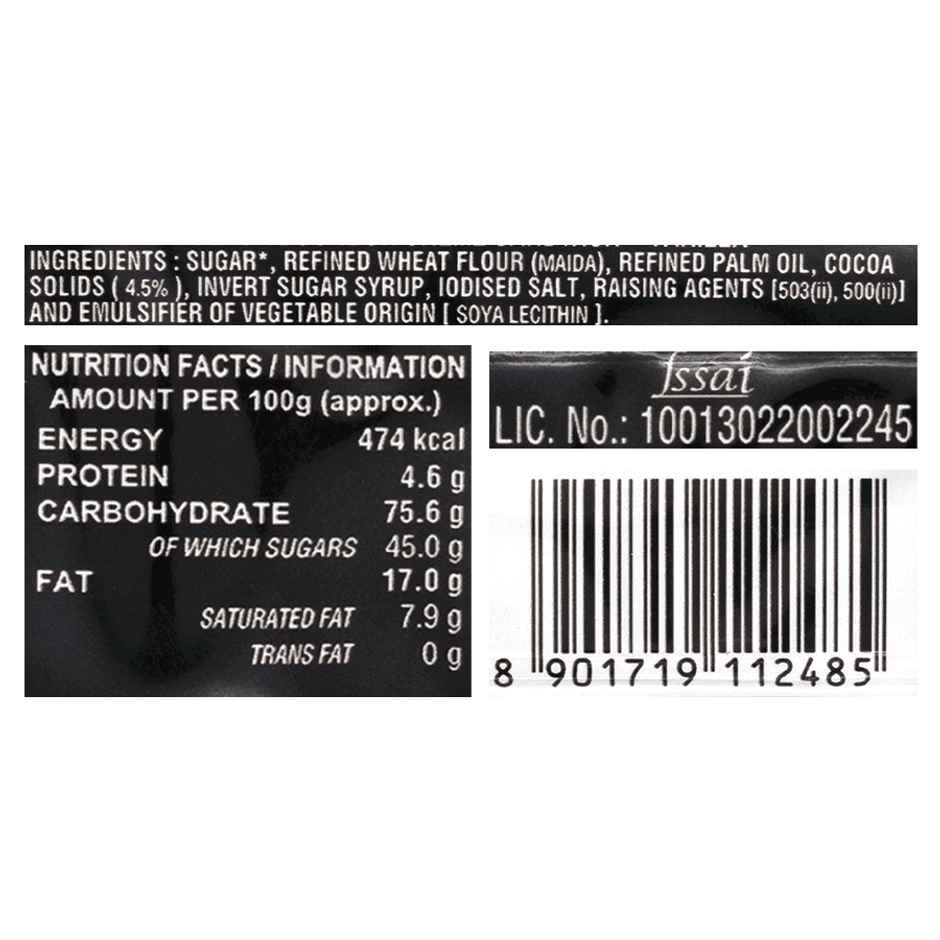 INGREDIENTS : SUGAR*, REFINED WHEAT FLOUR (MAIDA), REFINED PALM OIL, COCOA
SOLIDS ( 4.5% ), INVERT SUGAR SYRUP, IODISED SALT, RAISING AGENTS [503(ii), 500(ii)]
AND EMULSIFIER OF VEGETABLE ORIGIN [ SOYA LECITHIN ].
NUTRITION FACTS / INFORMATION
AMOUNT PER 100g (approx.)
ENERGY 474 kcal
PROTEIN 4.6 g
CARBOHYDRATE 75.6 g
OF WHICH SUGARS 45.0 g
FAT 17.0 g
SATURATED FAT 7.9 g
TRANS FAT 0 g
fssai
LIC. No.: 10013022002245
8 901719 112485